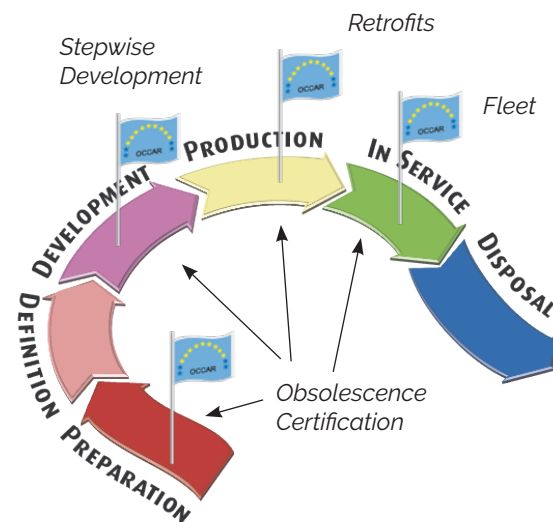 Retrofits
Stepwise
Development
Fleet
OCCAR
OCCAR
OCCAR
PRODUCTION
IN SERVICE
DEVELOPMENT
DISPOSAL
DEFINITION
OCCAR
Obsolescence
Certification
PREPARATION